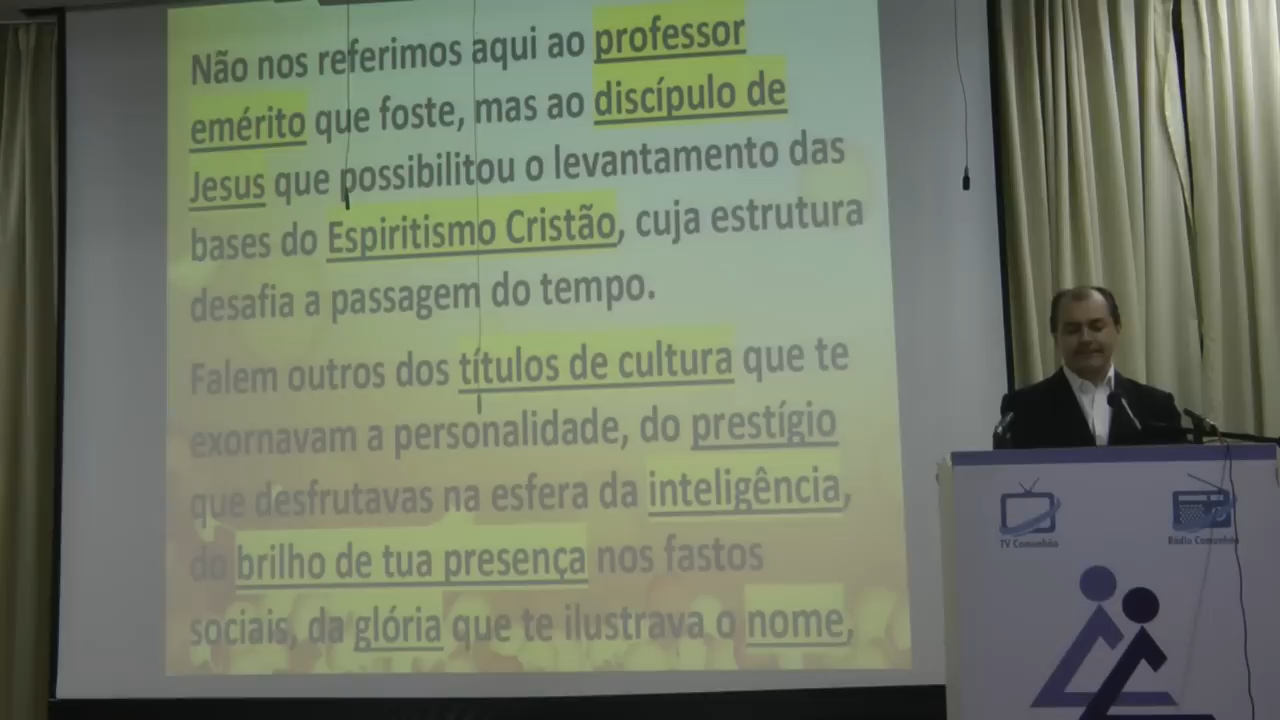 Não nos referimos aqui ao professor
emérito que foste, mas ao discípulo de
Jesus que possibilitou o levantamento das
bases do Espiritismo Cristão, cuja estrutura
desafia a passagem do tempo.
Falem outros dos títulos de cultura que te
exornavam a personalidade, do prestígio
que desfrutavas na esfera da inteligência,
do brilho de tua presença nos fastos
sociais, da glória que te ilustrava o nome,
TV Comunhão
Rádio Comunhão